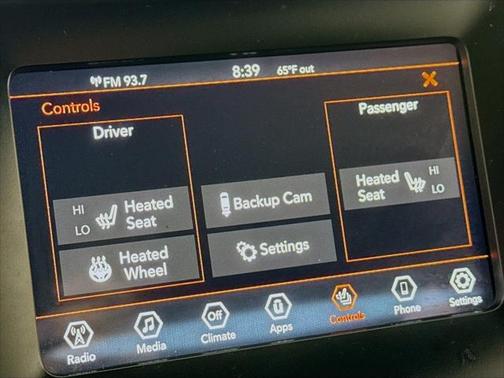 FM 93.7 8:39 65°F out
Controls
Driver
HI
LO
Heated
Seat
Heated
Wheel
Backup Cam
Settings
Passenger
Heated
Seat
HI
LO
Radio
Media
Off
Climate
Apps
Controls
Phone
Settings